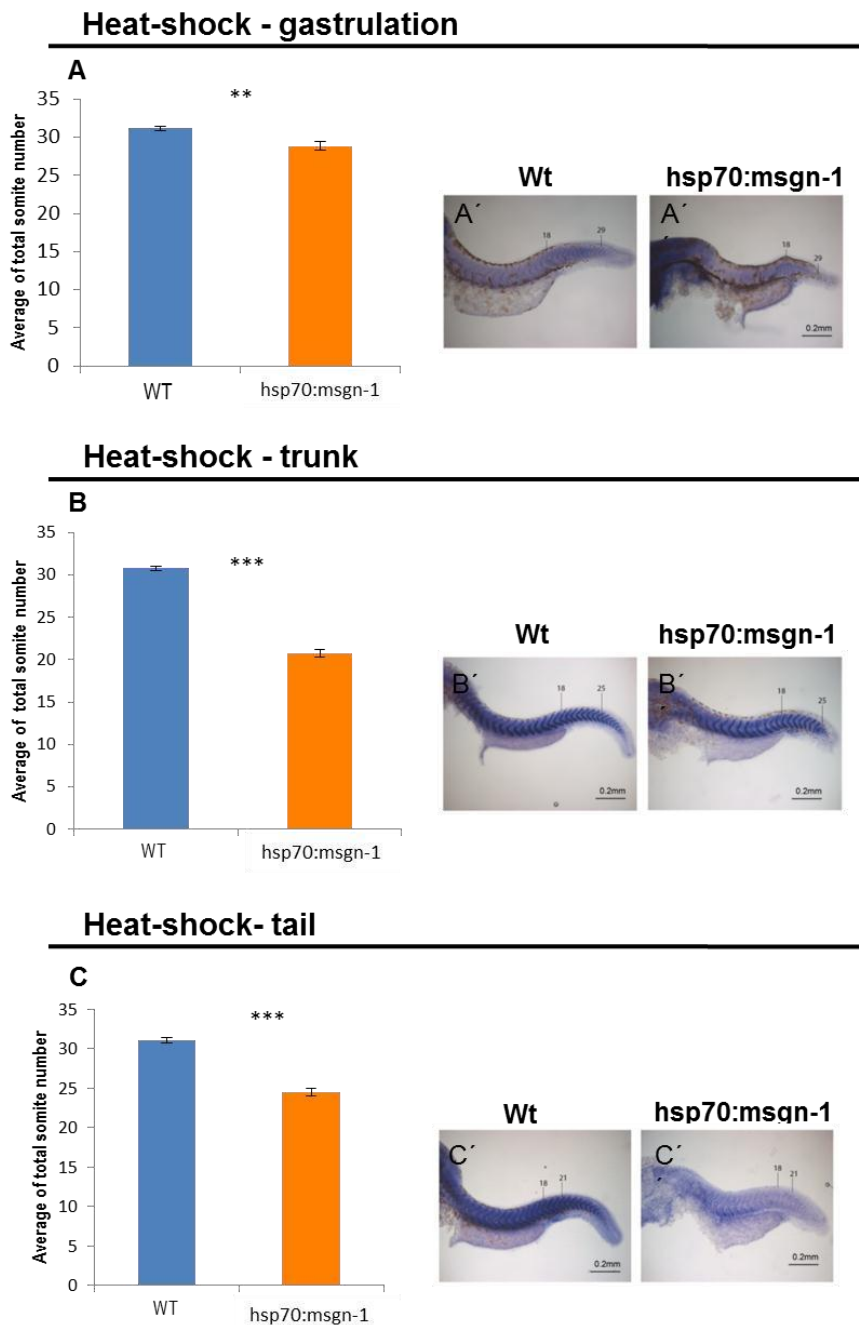 Heat-shock - gastrulation
A
**
35
30
25
20
15
10
5
0
Average of total somite number
WT
hsp70:msgn-1
Wt
hsp70:msgn-1
A´
18
29
A´
´
18
29
0.2mm
Heat-shock - trunk
B
***
35
30
25
20
15
10
5
0
Average of total somite number
WT
hsp70:msgn-1
Wt
hsp70:msgn-1
B´
18
25
0.2mm
B´
´
18
25
0.2mm
Heat-shock- tail
C
***
35
30
25
20
15
10
5
0
Average of total somite number
WT
hsp70:msgn-1
Wt
hsp70:msgn-1
C´
18
21
0.2mm
C´
´
18
21
0.2mm